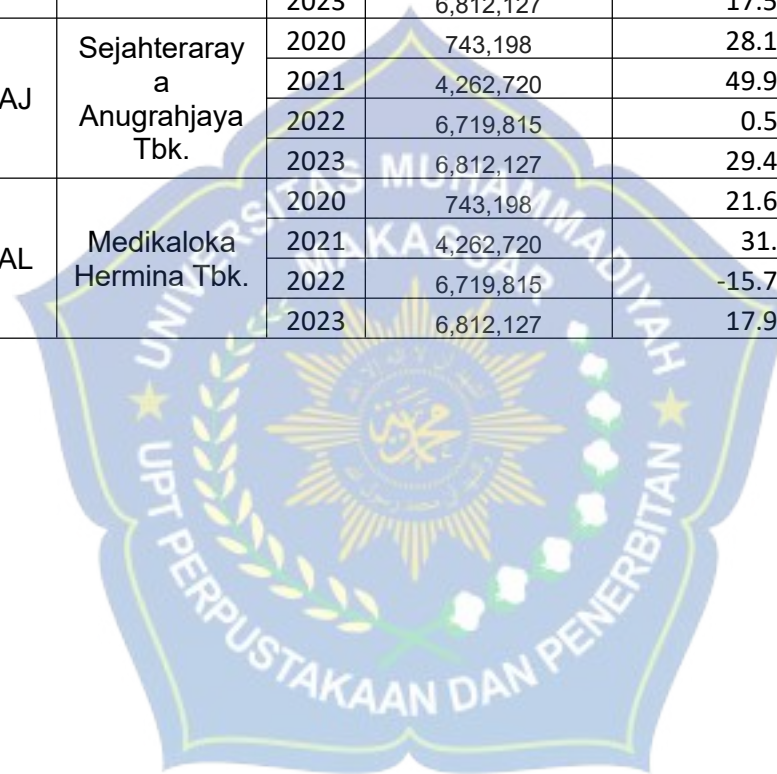 2023 6,812,127 17.5
AJ Sejahteraray
a
Anugrahjaya
Tbk.
2020 743,198 28.1
2021 4,262,720 49.9
2022 6,719,815 0.5
2023 6,812,127 29.4
AL Medikaloka
Hermina Tbk.
2020 743,198 21.6
2021 4,262,720 31.
2022 6,719,815 -15.7
2023 6,812,127 17.9
UNIVERSITAS MUHAMMADIYAH
MAKASSAR
UPT PERPUSTAKAAN DAN PENERBITAN